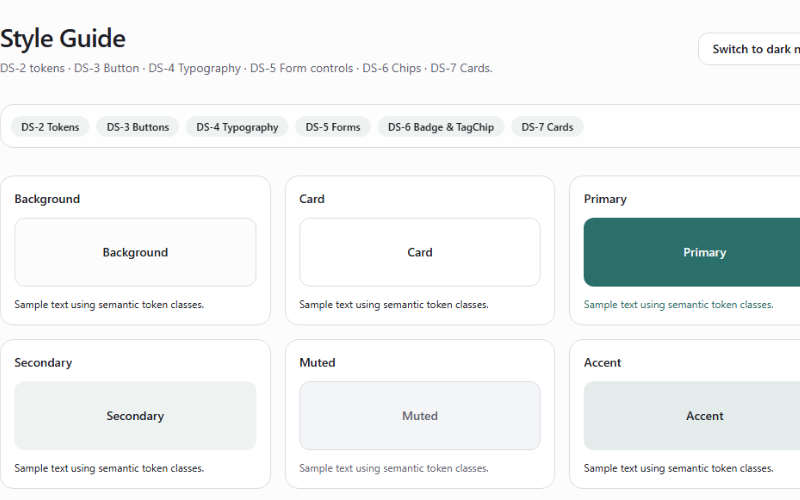 Style Guide
Switch to dark
DS-2 tokens · DS-3 Button · DS-4 Typography · DS-5 Form controls · DS-6 Chips · DS-7 Cards.
DS-2 Tokens DS-3 Buttons DS-4 Typography DS-5 Forms DS-6 Badge & TagChip DS-7 Cards
Background Card Primary
Background Card Primary
Sample text using semantic token classes. Sample text using semantic token classes. Sample text using semantic token classes.
Secondary Muted Accent
Secondary Muted Accent
Sample text using semantic token classes. Sample text using semantic token classes. Sample text using semantic token classes.